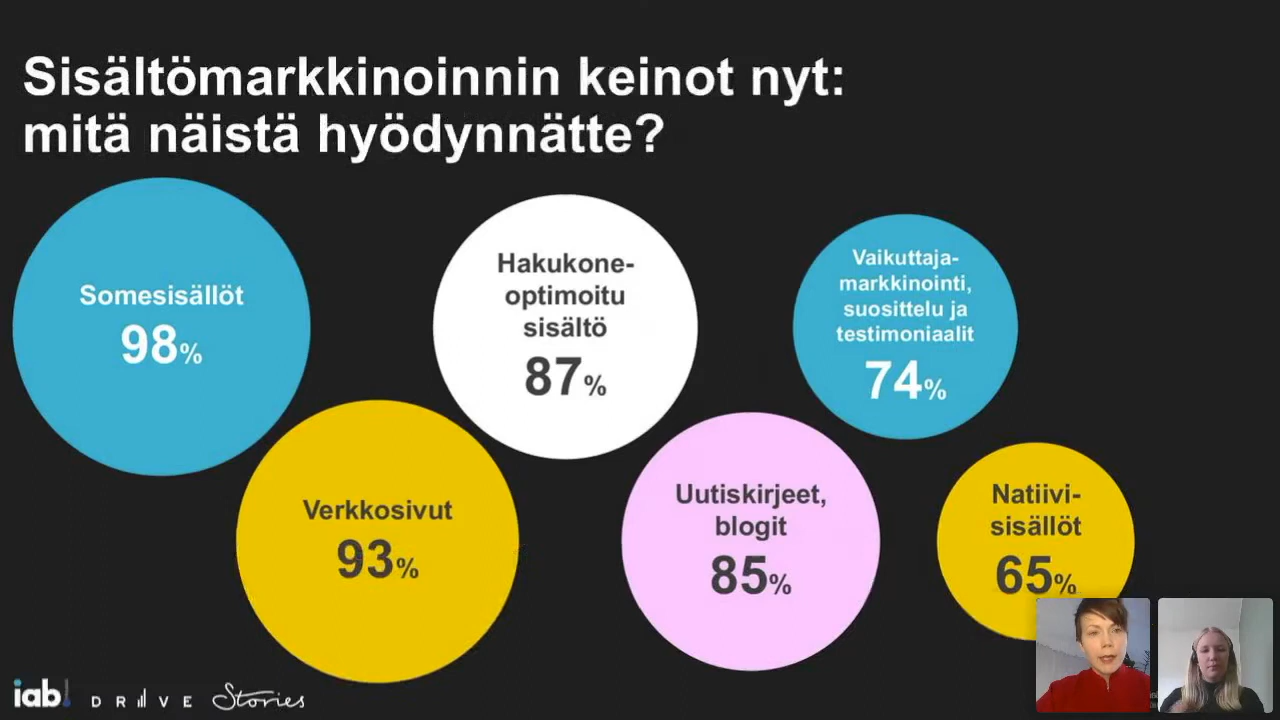 Sisältömarkkinoinnin keinot nyt:
mitä näistä hyödynnätte?
Somesisällöt
98%
Verkkosivut
93%
Hakukone-
optimoitu
sisältö
87%
Uutiskirjeet,
blogit
85%
Vaikuttaja-
markkinointi,
suosittelu ja
testimoniaalit
74%
Natiivi-
sisällöt
65%
iab!
DRIVE
Stories